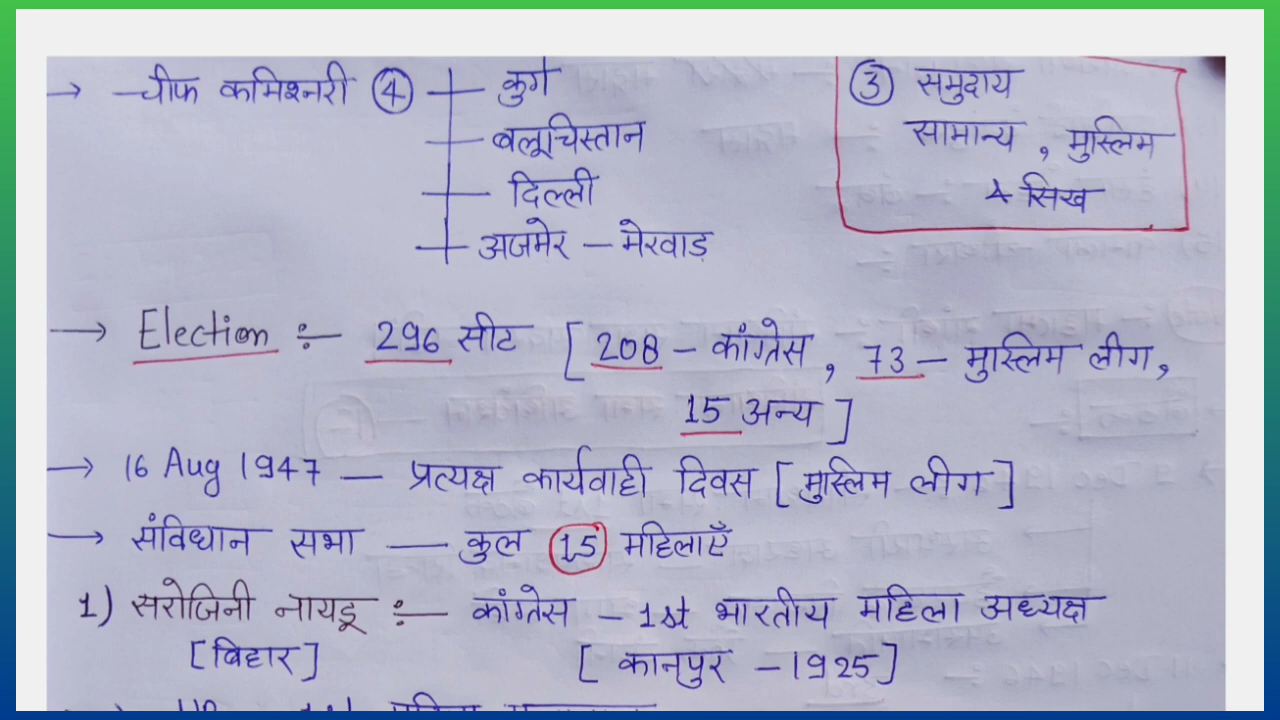 → चीफ कमिश्नरी ④ — कुर्ग
— बलूचिस्तान
— दिल्ली
— अजमेर – मेरवाड़
③ समुदाय
सामान्य , मुस्लिम
& सिख
→ Election :— 296 सीट [ 208 – कांग्रेस , 73 – मुस्लिम लीग,
15 अन्य ]
→ 16 Aug 1947 — प्रत्यक्ष कार्यवाही दिवस [ मुस्लिम लीग ]
→ संविधान सभा — कुल 15 महिलाएँ
1) सरोजिनी नायडू :— कांग्रेस – 1st भारतीय महिला अध्यक्ष
[ बिहार ] [ कानपुर – 1925 ]